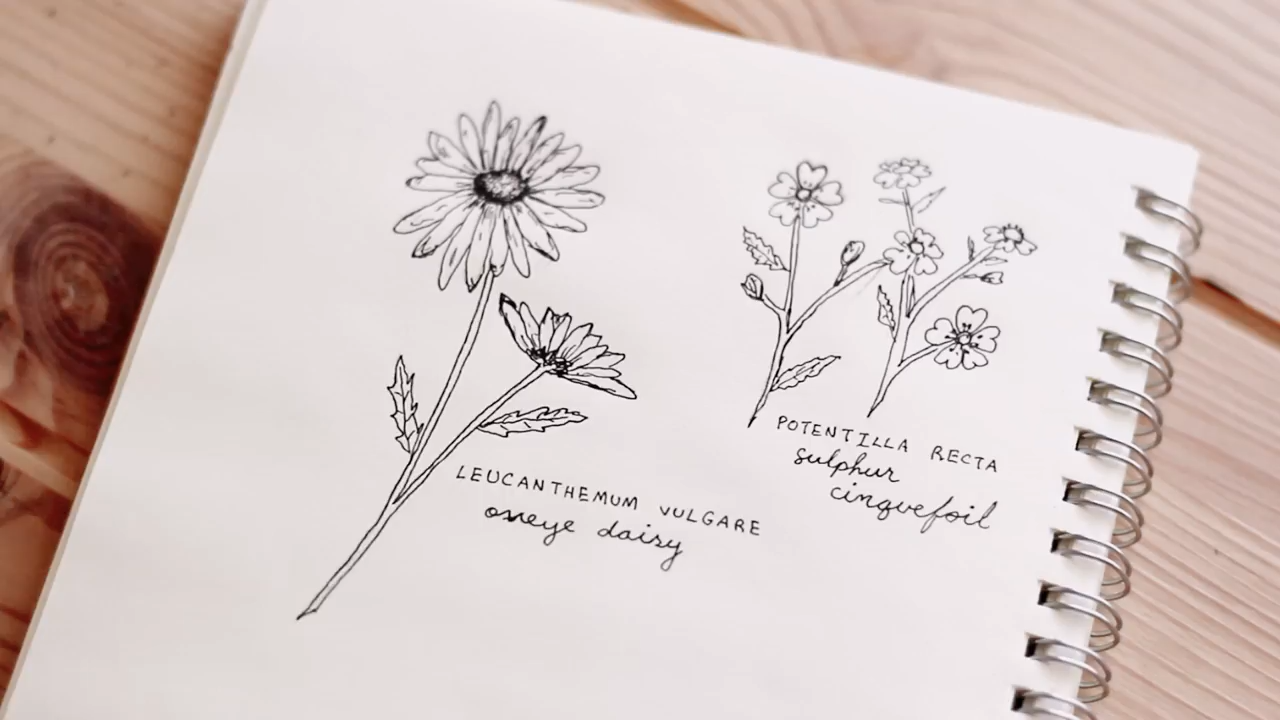 LEUCANTHEMUM VULGARE
oxeye daisy
POTENTILLA RECTA
sulphur
cinquefoil